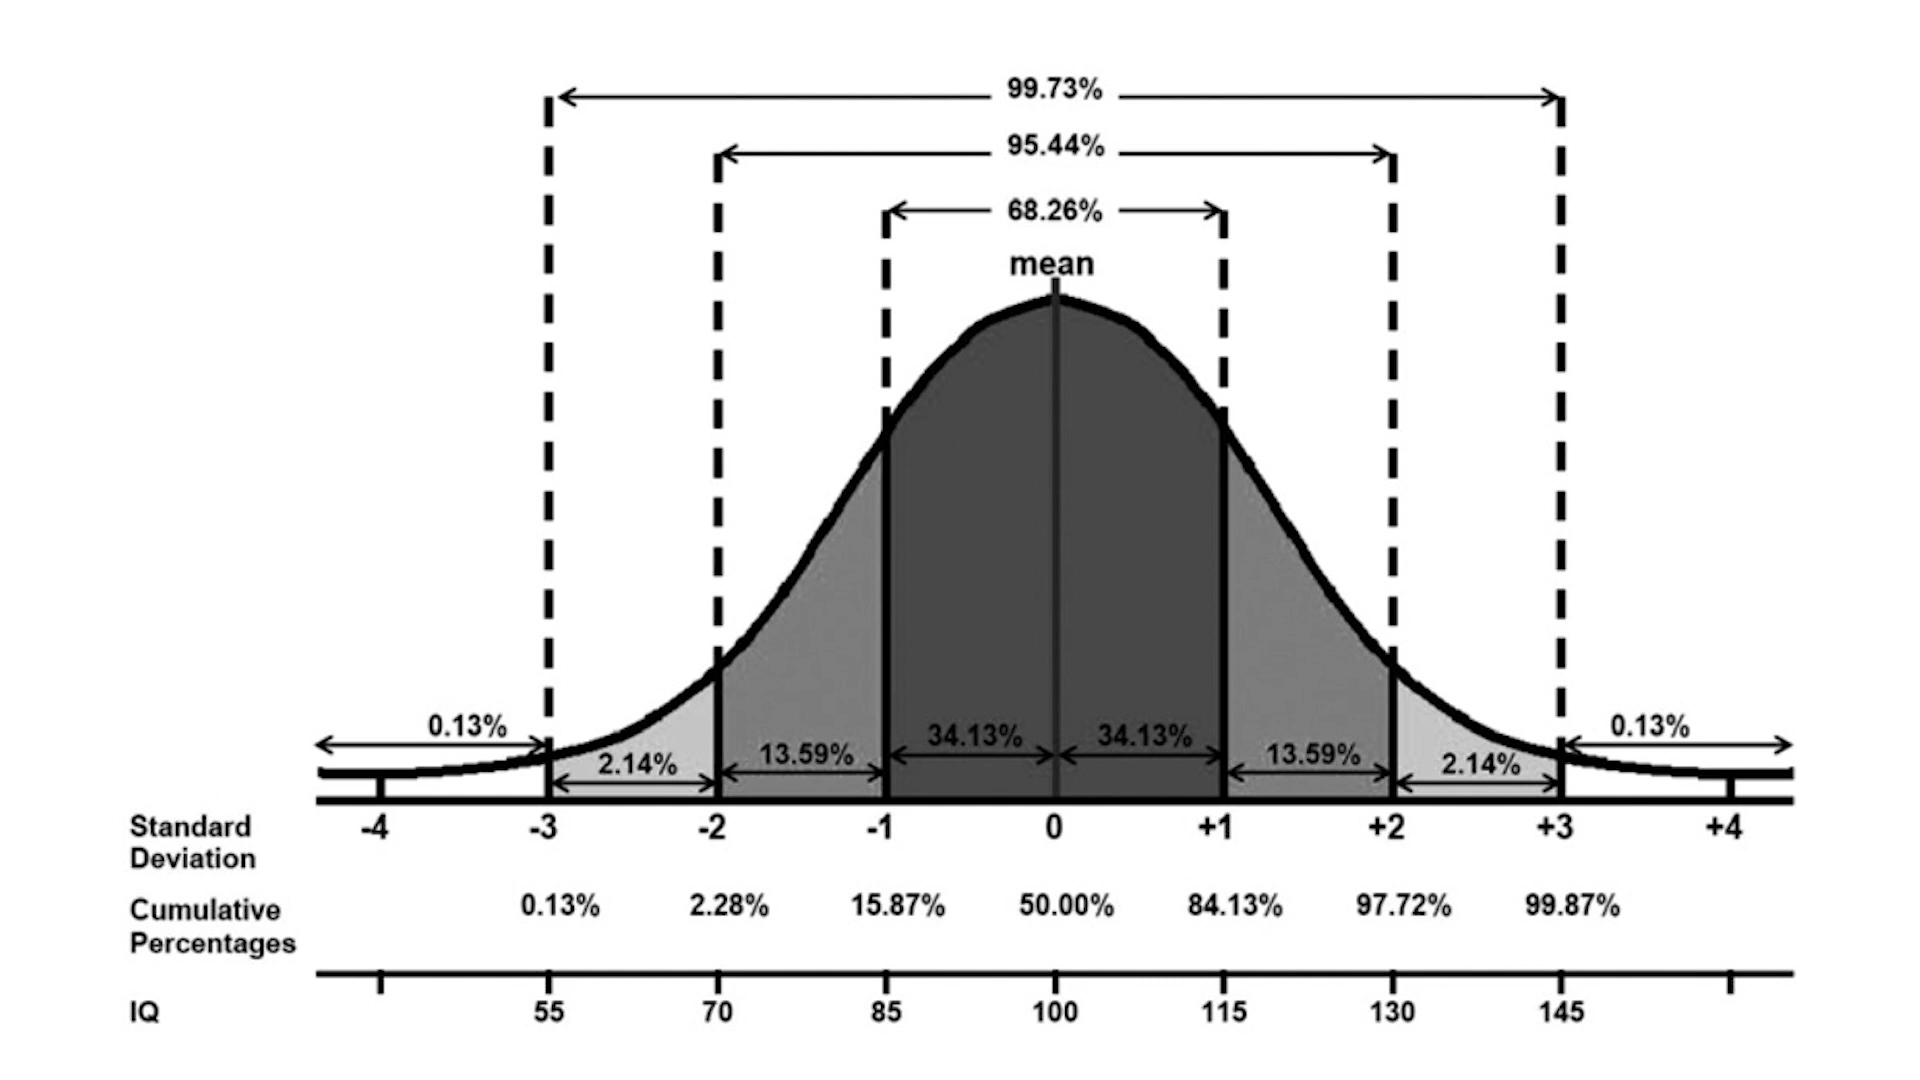 99.73%
95.44%
68.26%
mean
0.13%
2.14%
13.59%
34.13%
34.13%
13.59%
2.14%
0.13%
Standard
Deviation
-4 -3 -2 -1 0 +1 +2 +3 +4
Cumulative
Percentages
0.13% 2.28% 15.87% 50.00% 84.13% 97.72% 99.87%
IQ 55 70 85 100 115 130 145